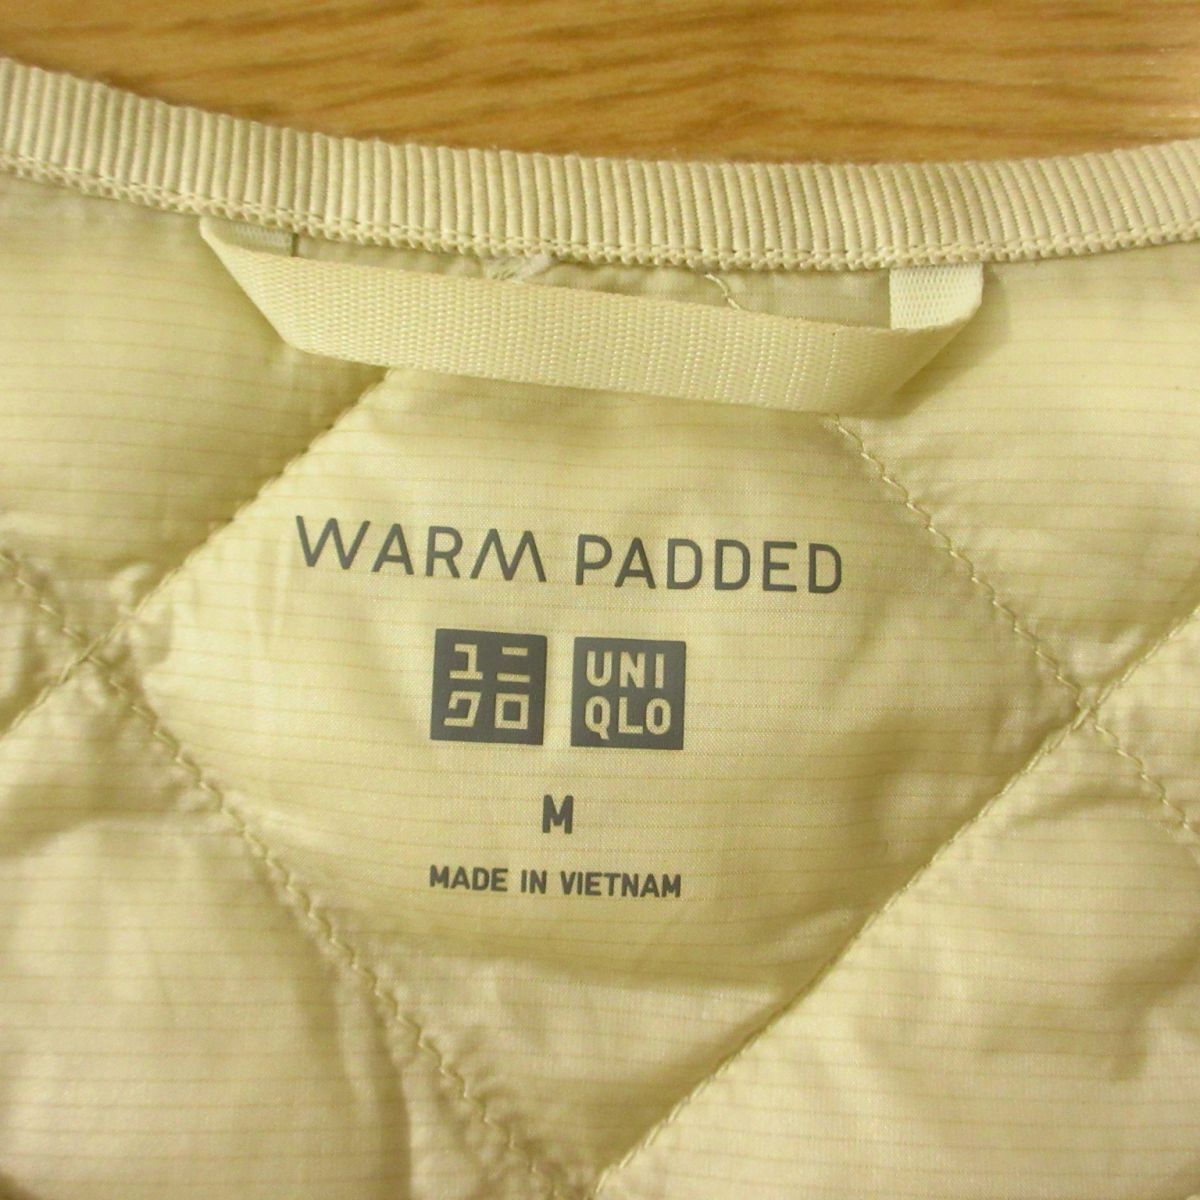 WARM PADDED
ユニ UNI
クロ QLO
M
MADE IN VIETNAM